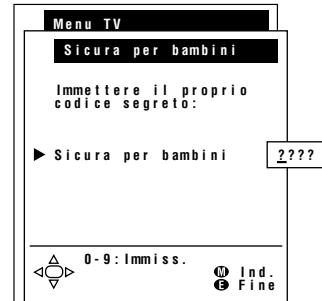 Menu TV
Sicura per bambini
Immettere il proprio
codice segreto:
Sicura per bambini ????
0-9: Immiss.
M Ind.
E Fine